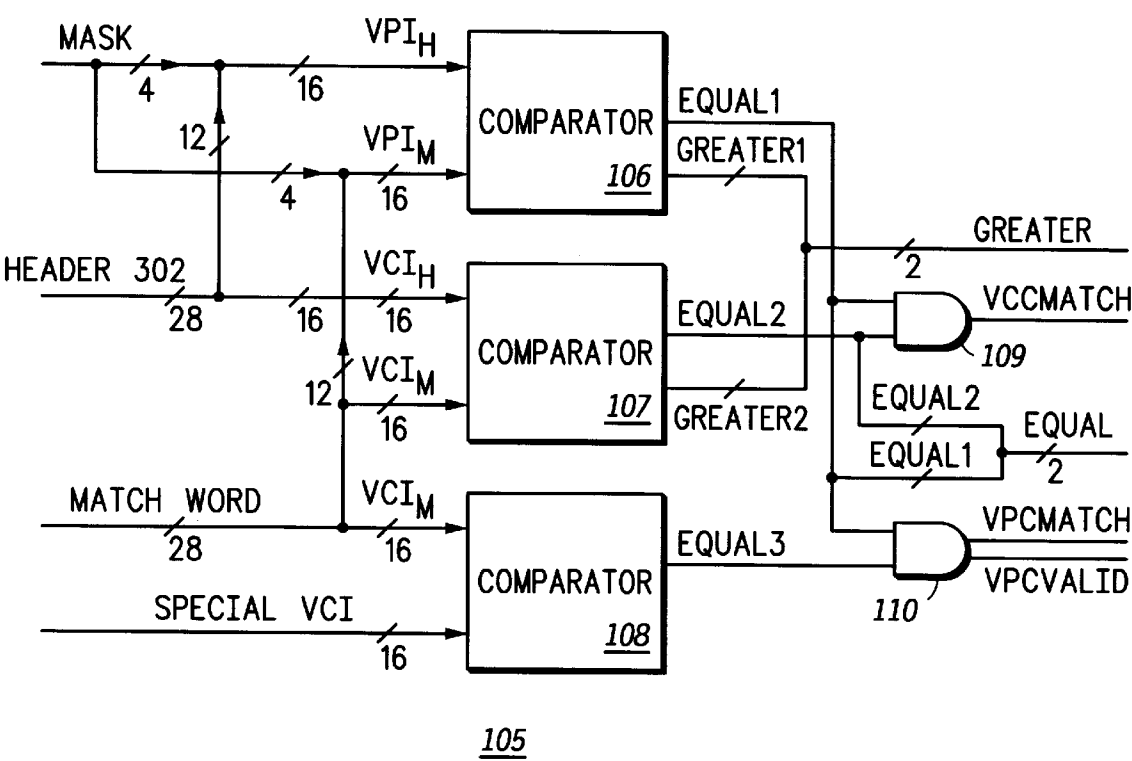 MASK
4
16
VPI_H
12
4
VPI_M
16
COMPARATOR
106
EQUAL1
GREATER1
HEADER 302
28
16
VCI_H
16
12
VCI_M
16
COMPARATOR
107
EQUAL2
GREATER2
GREATER
2
VCCMATCH
109
EQUAL2
EQUAL1
EQUAL
2
MATCH WORD
28
VCI_M
16
SPECIAL VCI
16
COMPARATOR
108
EQUAL3
VPCMATCH
VPCVALID
110
105